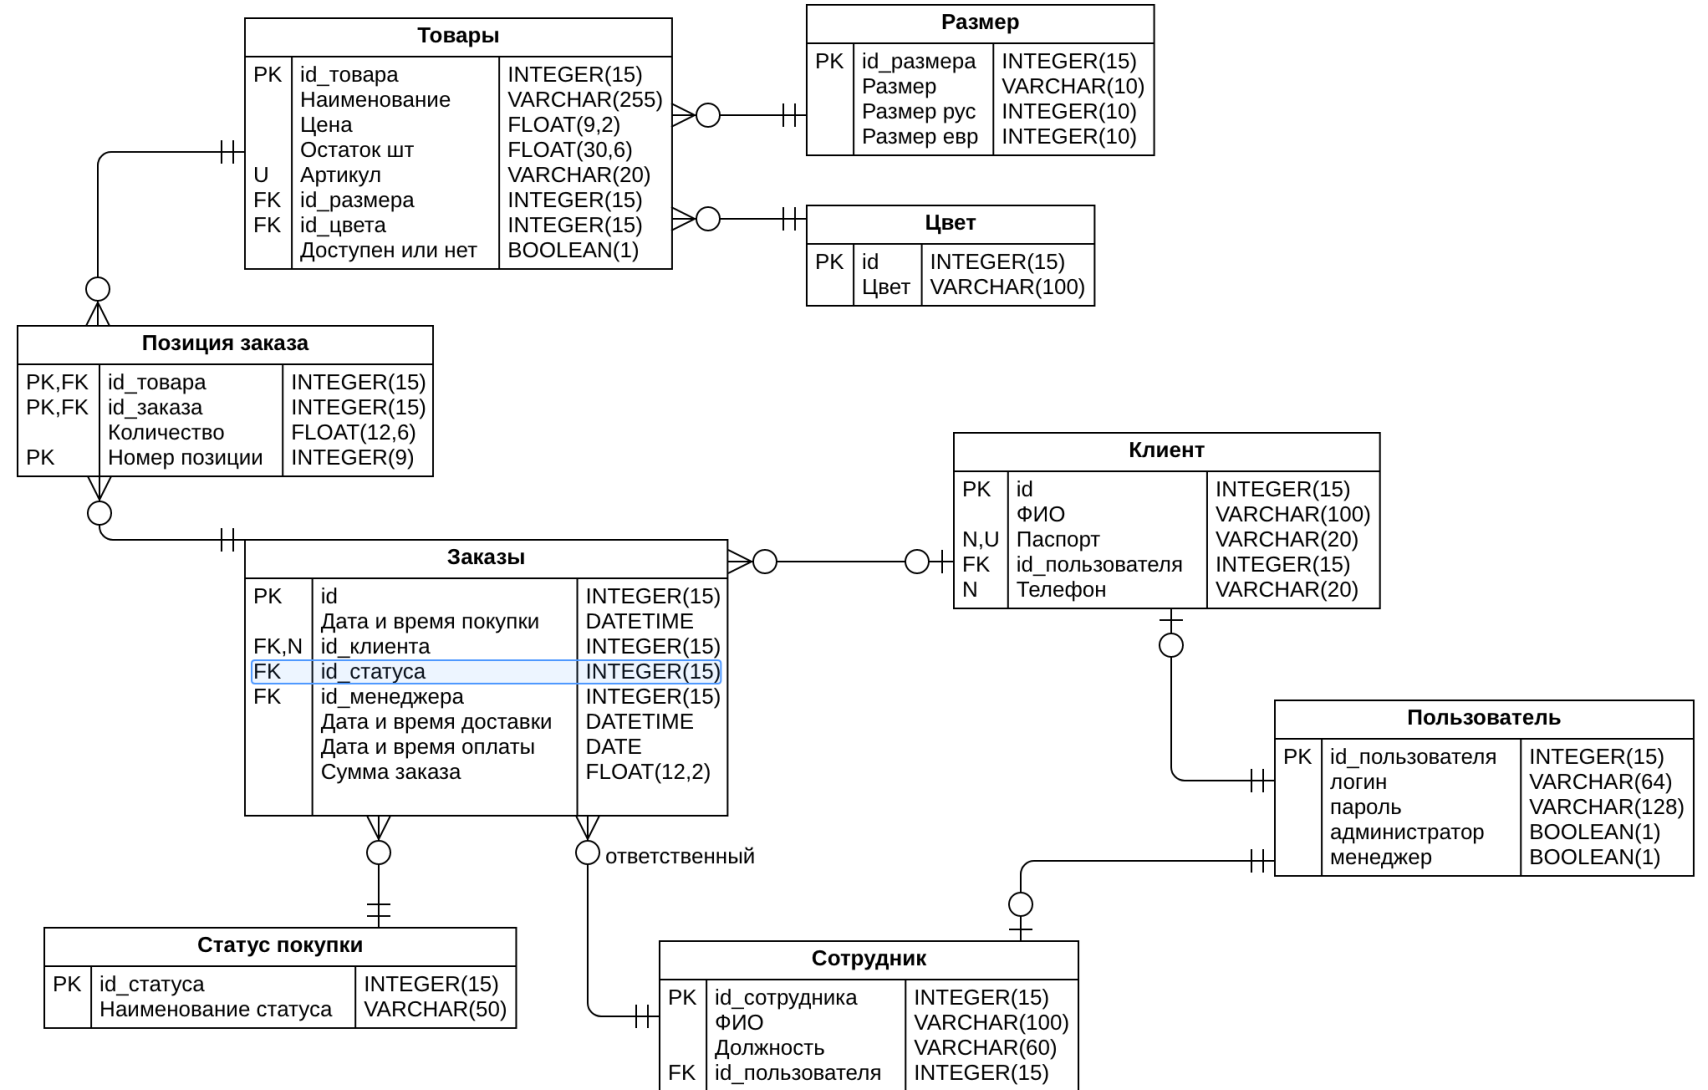 Товары
PK id_товара INTEGER(15)
Наименование VARCHAR(255)
Цена FLOAT(9,2)
Остаток шт FLOAT(30,6)
U Артикул VARCHAR(20)
FK id_размера INTEGER(15)
FK id_цвета INTEGER(15)
Доступен или нет BOOLEAN(1)
Размер
PK id_размера INTEGER(15)
Размер VARCHAR(10)
Размер рус INTEGER(10)
Размер евр INTEGER(10)
Цвет
PK id INTEGER(15)
Цвет VARCHAR(100)
Позиция заказа
PK,FK id_товара INTEGER(15)
PK,FK id_заказа INTEGER(15)
Количество FLOAT(12,6)
PK Номер позиции INTEGER(9)
Клиент
PK id INTEGER(15)
ФИО VARCHAR(100)
N,U Паспорт VARCHAR(20)
FK id_пользователя INTEGER(15)
N Телефон VARCHAR(20)
Заказы
PK id INTEGER(15)
Дата и время покупки DATETIME
FK,N id_клиента INTEGER(15)
FK id_статуса INTEGER(15)
FK id_менеджера INTEGER(15)
Дата и время доставки DATETIME
Дата и время оплаты DATE
Сумма заказа FLOAT(12,2)
ответственный
Пользователь
PK id_пользователя INTEGER(15)
логин VARCHAR(64)
пароль VARCHAR(128)
администратор BOOLEAN(1)
менеджер BOOLEAN(1)
Статус покупки
PK id_статуса INTEGER(15)
Наименование статуса VARCHAR(50)
Сотрудник
PK id_сотрудника INTEGER(15)
ФИО VARCHAR(100)
Должность VARCHAR(60)
FK id_пользователя INTEGER(15)